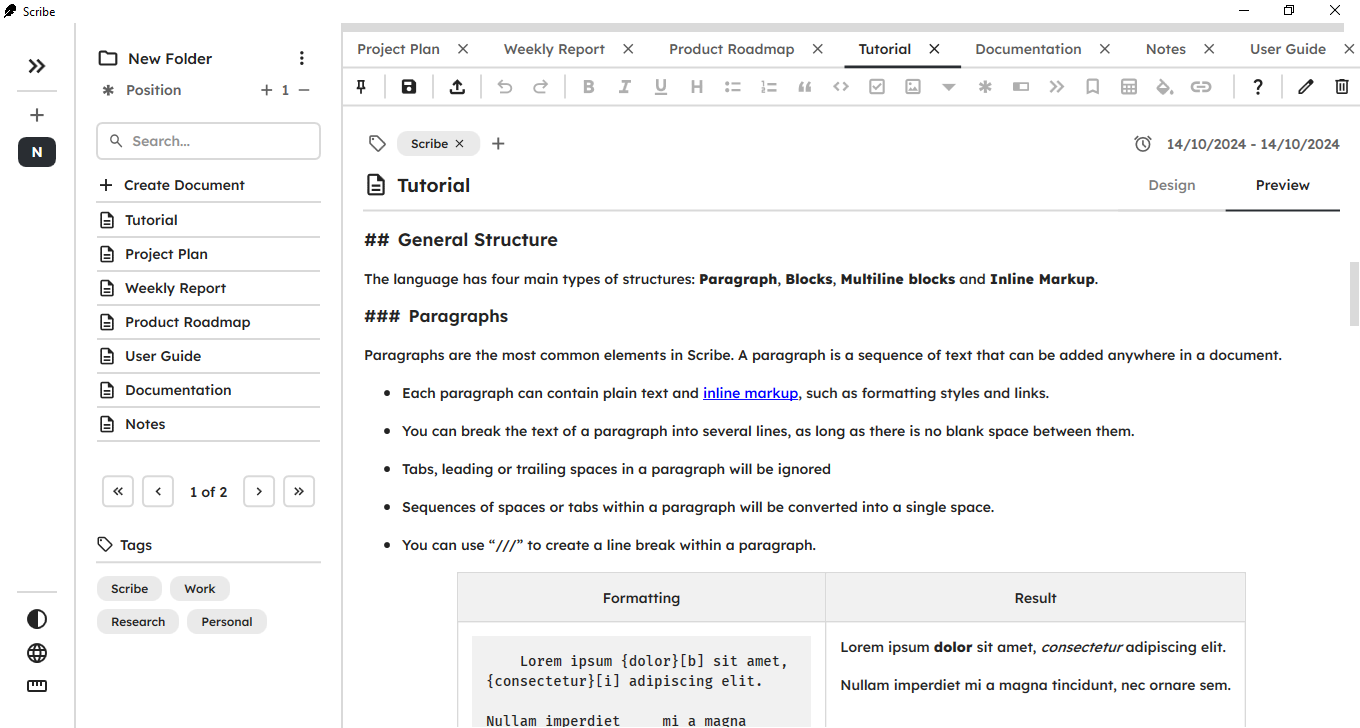 Scribe
Project Plan
Weekly Report
Product Roadmap
Tutorial
Documentation
Notes
User Guide
New Folder
Position
1
B I U H
?
Search...
N
Create Document
Tutorial
Project Plan
Weekly Report
Product Roadmap
User Guide
Documentation
Notes
1 of 2
Tags
Scribe
Work
Research
Personal
Scribe
14/10/2024 - 14/10/2024
Tutorial
Design
Preview
## General Structure
The language has four main types of structures: Paragraph, Blocks, Multiline blocks and Inline Markup.
### Paragraphs
Paragraphs are the most common elements in Scribe. A paragraph is a sequence of text that can be added anywhere in a document.
• Each paragraph can contain plain text and inline markup, such as formatting styles and links.
• You can break the text of a paragraph into several lines, as long as there is no blank space between them.
• Tabs, leading or trailing spaces in a paragraph will be ignored
• Sequences of spaces or tabs within a paragraph will be converted into a single space.
• You can use “///” to create a line break within a paragraph.
Formatting
Result
Lorem ipsum {dolor}[b] sit amet,
{consectetur}[i] adipiscing elit.
Nullam imperdiet mi a magna
Lorem ipsum dolor sit amet, consectetur adipiscing elit.
Nullam imperdiet mi a magna tincidunt, nec ornare sem.